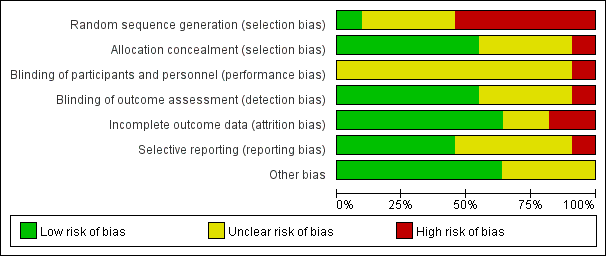 Random sequence generation (selection bias)
Allocation concealment (selection bias)
Blinding of participants and personnel (performance bias)
Blinding of outcome assessment (detection bias)
Incomplete outcome data (attrition bias)
Selective reporting (reporting bias)
Other bias
0% 25% 50% 75% 100%
Low risk of bias Unclear risk of bias High risk of bias